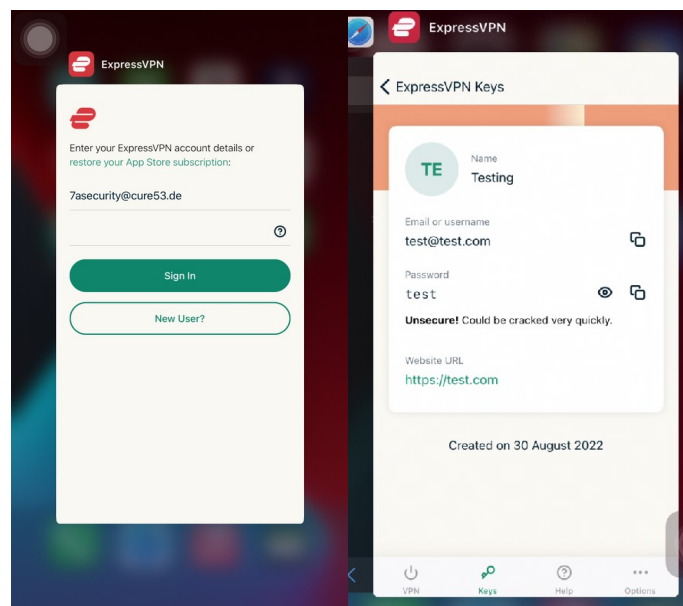 ExpressVPN
Enter your ExpressVPN account details or
restore your App Store subscription:
7asecurity@cure53.de
Sign In
New User?
ExpressVPN
ExpressVPN Keys
TE
Name
Testing
Email or username
test@test.com
Password
test
Unsecure! Could be cracked very quickly.
Website URL
https://test.com
Created on 30 August 2022
VPN
Keys
Help
Options